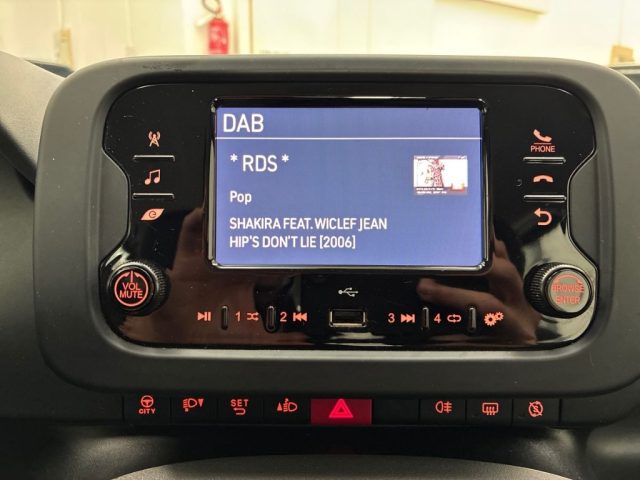 DAB
* RDS *
Pop
SHAKIRA FEAT. WICLEF JEAN
HIP'S DON'T LIE [2006]
PHONE
VOL
MUTE
BROWSE
ENTER
1
2
3
4
CITY
SET